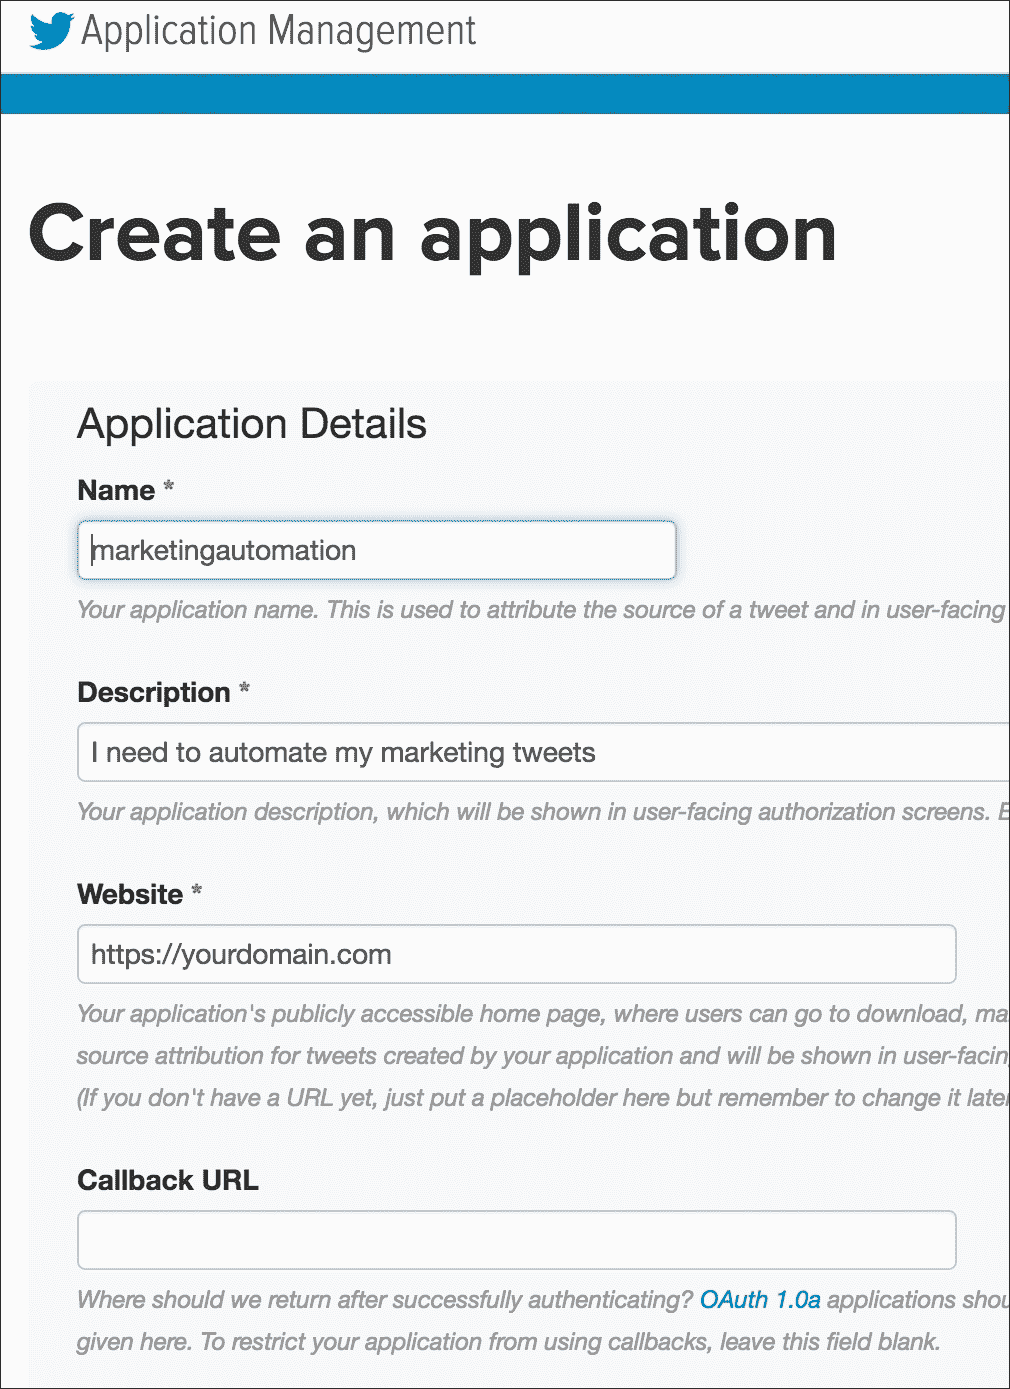 Application Management
Create an application
Application Details
Name *
marketingautomation
Your application name. This is used to attribute the source of a tweet and in user-facing
Description *
I need to automate my marketing tweets
Your application description, which will be shown in user-facing authorization screens.
Website *
https://yourdomain.com
Your application's publicly accessible home page, where users can go to download,
source attribution for tweets created by your application and will be shown in
(If you don't have a URL yet, just put a placeholder here but remember to change it
Callback URL
Where should we return after successfully authenticating? OAuth 1.0a applications
given here. To restrict your application from using callbacks, leave this field blank.